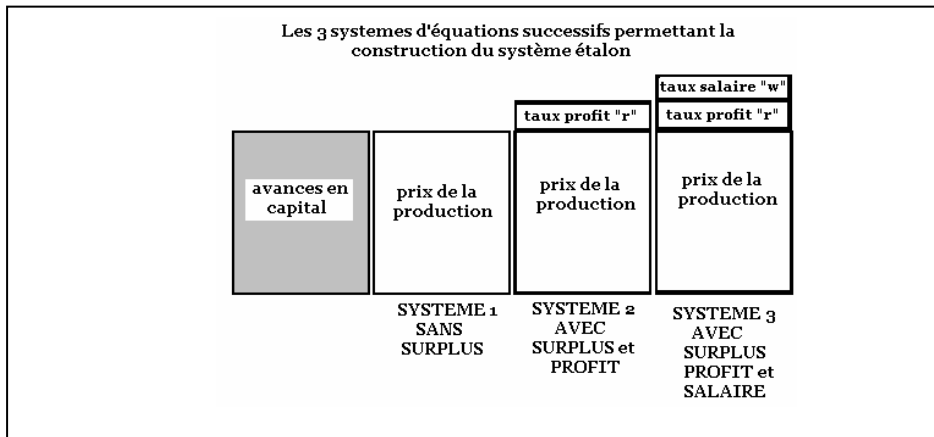 Les 3 systemes d'équations successifs permettant la
construction du système étalon
taux salaire "w"
taux profit "r"
taux profit "r"
avances en
capital
prix de la
production
prix de la
production
prix de la
production
SYSTEME 1
SANS
SURPLUS
SYSTEME 2
AVEC
SURPLUS et
PROFIT
SYSTEME 3
AVEC
SURPLUS
PROFIT et
SALAIRE